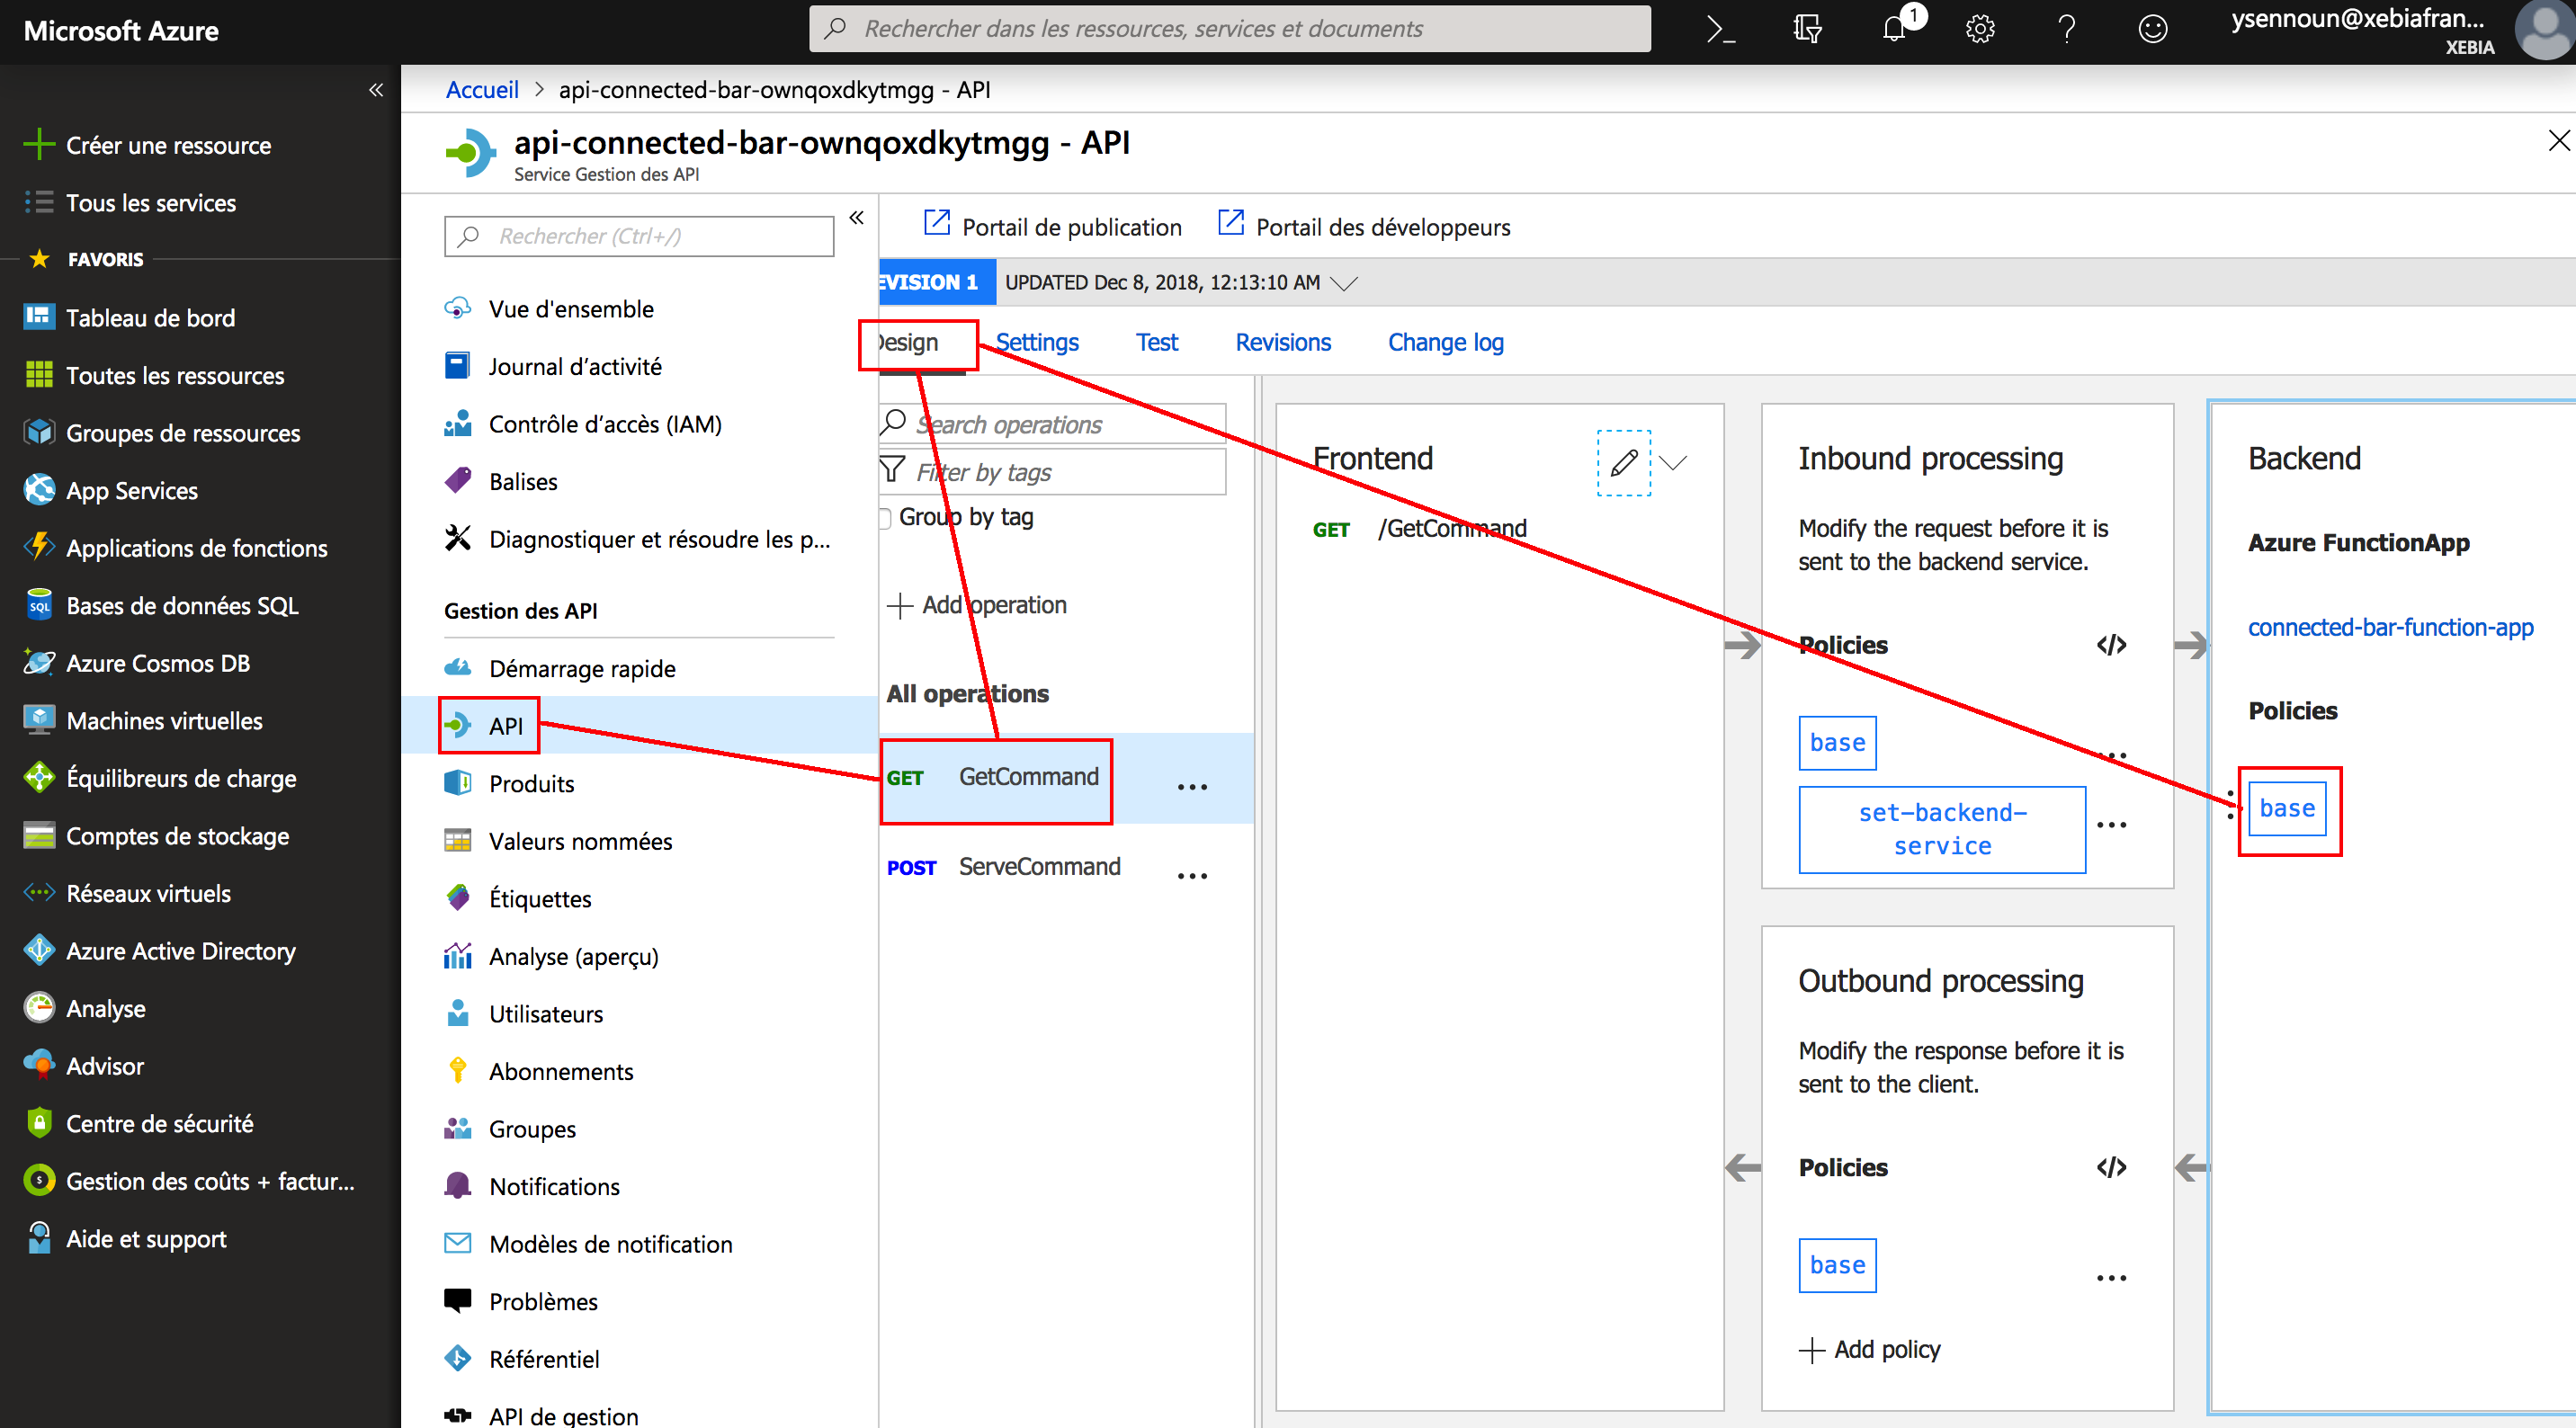 Microsoft Azure
Rechercher dans les ressources, services et documents
1
ysennoun@xebiafran...
XEBIA
«
Créer une ressource
Tous les services
FAVORIS
Tableau de bord
Toutes les ressources
Groupes de ressources
App Services
Applications de fonctions
SQL
Bases de données SQL
Azure Cosmos DB
Machines virtuelles
Équilibreurs de charge
Comptes de stockage
Réseaux virtuels
Azure Active Directory
Analyse
Advisor
Centre de sécurité
Gestion des coûts + factur...
Aide et support
Accueil > api-connected-bar-ownqoxdkytmgg - API
api-connected-bar-ownqoxdkytmgg - API
Service Gestion des API
Rechercher (Ctrl+/)
«
Vue d'ensemble
Journal d’activité
Contrôle d’accès (IAM)
Balises
Diagnostiquer et résoudre les p...
Gestion des API
Démarrage rapide
API
Produits
Valeurs nommées
Étiquettes
Analyse (aperçu)
Utilisateurs
Abonnements
Groupes
Notifications
Modèles de notification
Problèmes
Référentiel
API de gestion
Portail de publication
Portail des développeurs
EVISION 1
UPDATED Dec 8, 2018, 12:13:10 AM
Design
Settings
Test
Revisions
Change log
Search operations
Filter by tags
Group by tag
+ Add operation
All operations
GET GetCommand ...
POST ServeCommand ...
Frontend
GET /GetCommand
Inbound processing
Modify the request before it is
sent to the backend service.
Policies </>
base ...
set-backend-
service ...
Outbound processing
Modify the response before it is
sent to the client.
Policies </>
base ...
+ Add policy
Backend
Azure FunctionApp
connected-bar-function-app
Policies
base